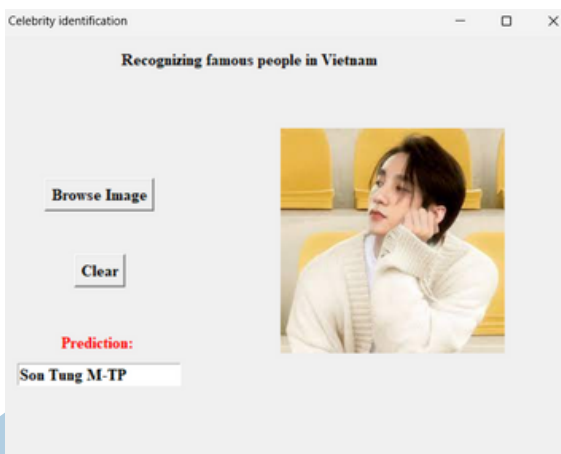 Celebrity identification
Recognizing famous people in Vietnam
Browse Image
Clear
Prediction:
Son Tung M-TP